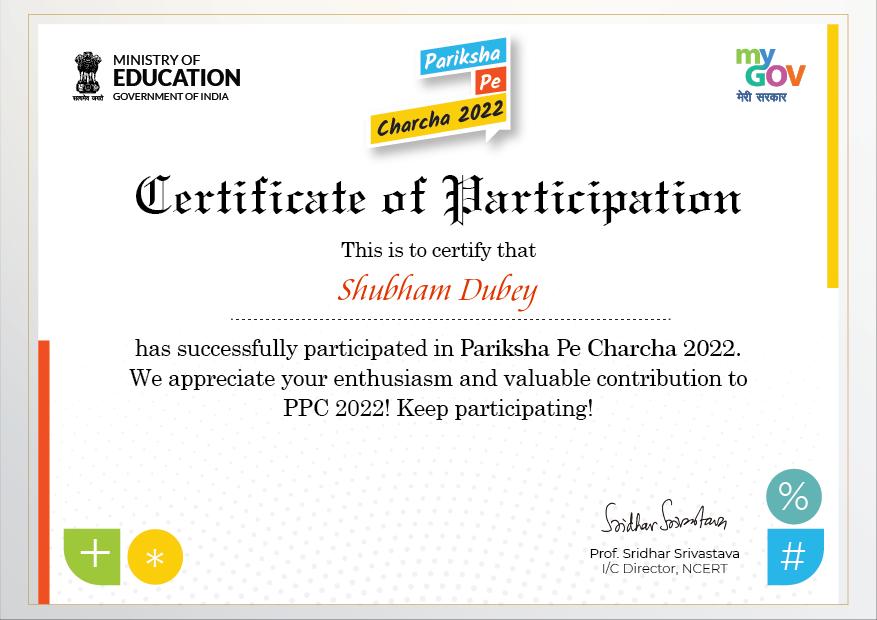 सत्यमेव जयते
MINISTRY OF
EDUCATION
GOVERNMENT OF INDIA
Pariksha
Pe
Charcha 2022
my
GOV
मेरी सरकार
Certificate of Participation
This is to certify that
Shubham Dubey
has successfully participated in Pariksha Pe Charcha 2022.
We appreciate your enthusiasm and valuable contribution to
PPC 2022! Keep participating!
Sridhar Srivastava
Prof. Sridhar Srivastava
I/C Director, NCERT
%
+
*
#